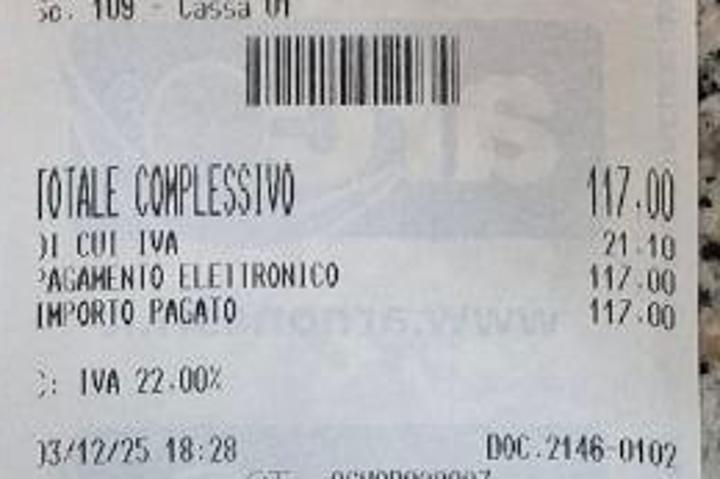 109 - Cassa 01
TOTALE COMPLESSIVO 117.00
DI CUI IVA 21.10
PAGAMENTO ELETTRONICO 117.00
IMPORTO PAGATO 117.00
C: IVA 22.00%
03/12/25 18:28 DOC.2146-0102